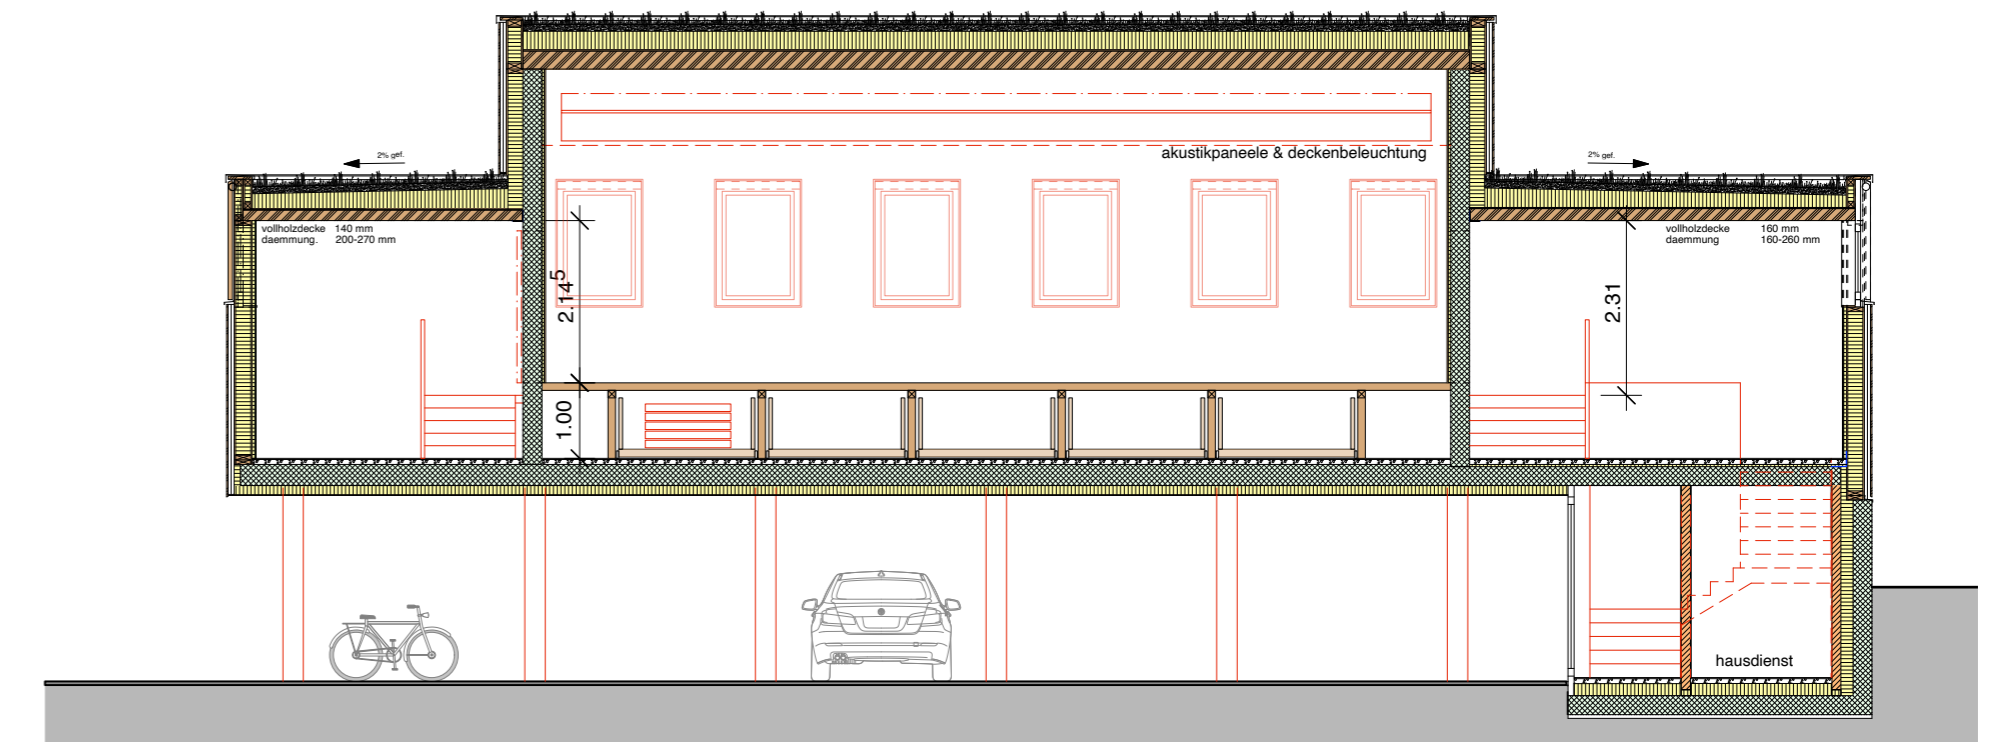 2% gef.
2% gef.
akustikpaneele & deckenbeleuchtung
vollholzdecke 140 mm
daemmung. 200-270 mm
vollholzdecke 160 mm
daemmung 160-260 mm
2.14⁵
2.31
1.00
hausdienst